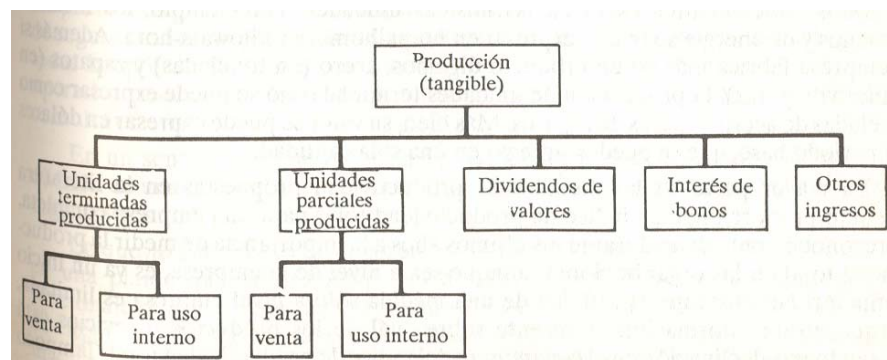 Producción
(tangible)
Unidades
terminadas
producidas
Unidades
parciales
producidas
Dividendos de
valores
Interés de
bonos
Otros
ingresos
Para
venta
Para uso
interno
Para
venta
Para
uso interno